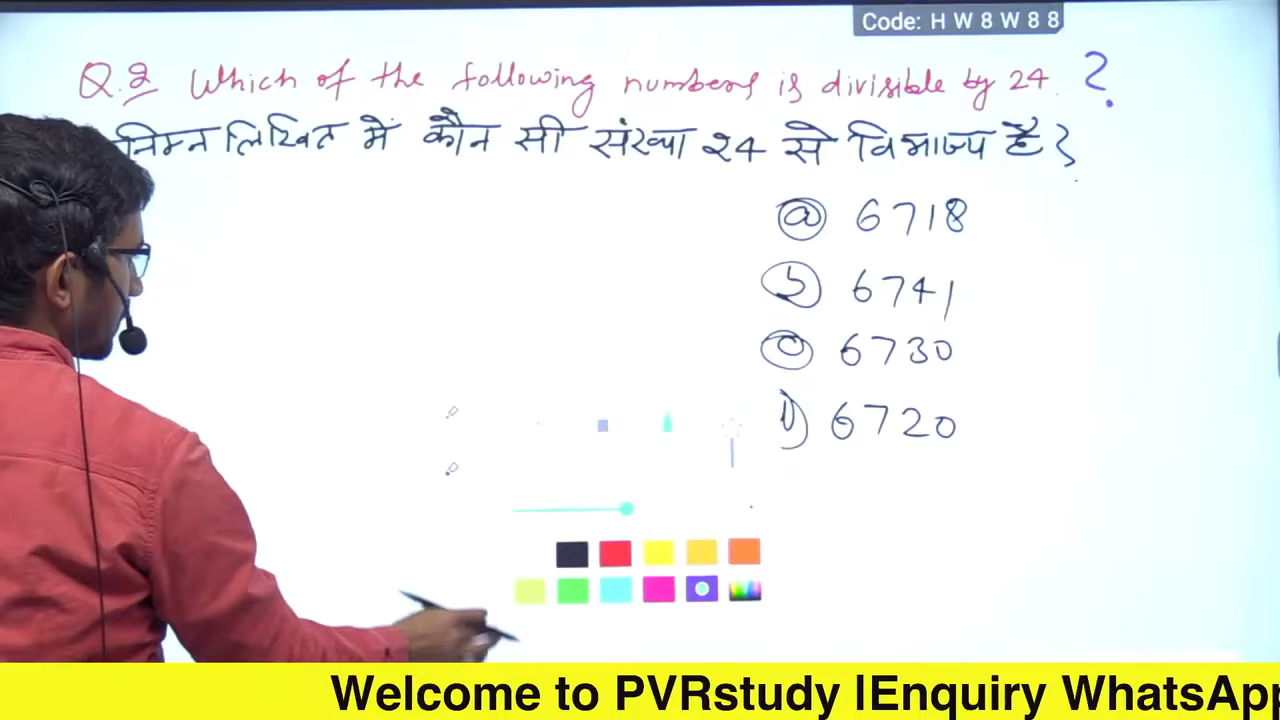 Code: H W 8 W 8 8
Q.2 Which of the following numbers is divisible by 24. ?
निम्नलिखित में कौन सी संख्या 24 से विभाज्य है?
(a) 6718
(b) 6741
(c) 6730
(D) 6720
Welcome to PVRstudy lEnquiry WhatsApp